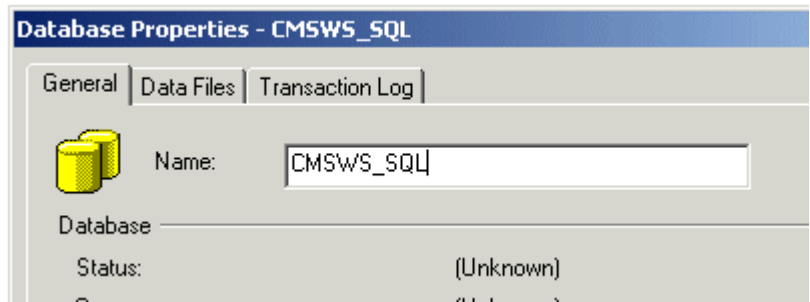 Database Properties - CMSWS_SQL
General Data Files Transaction Log
Name: CMSWS_SQL
Database
Status: (Unknown)